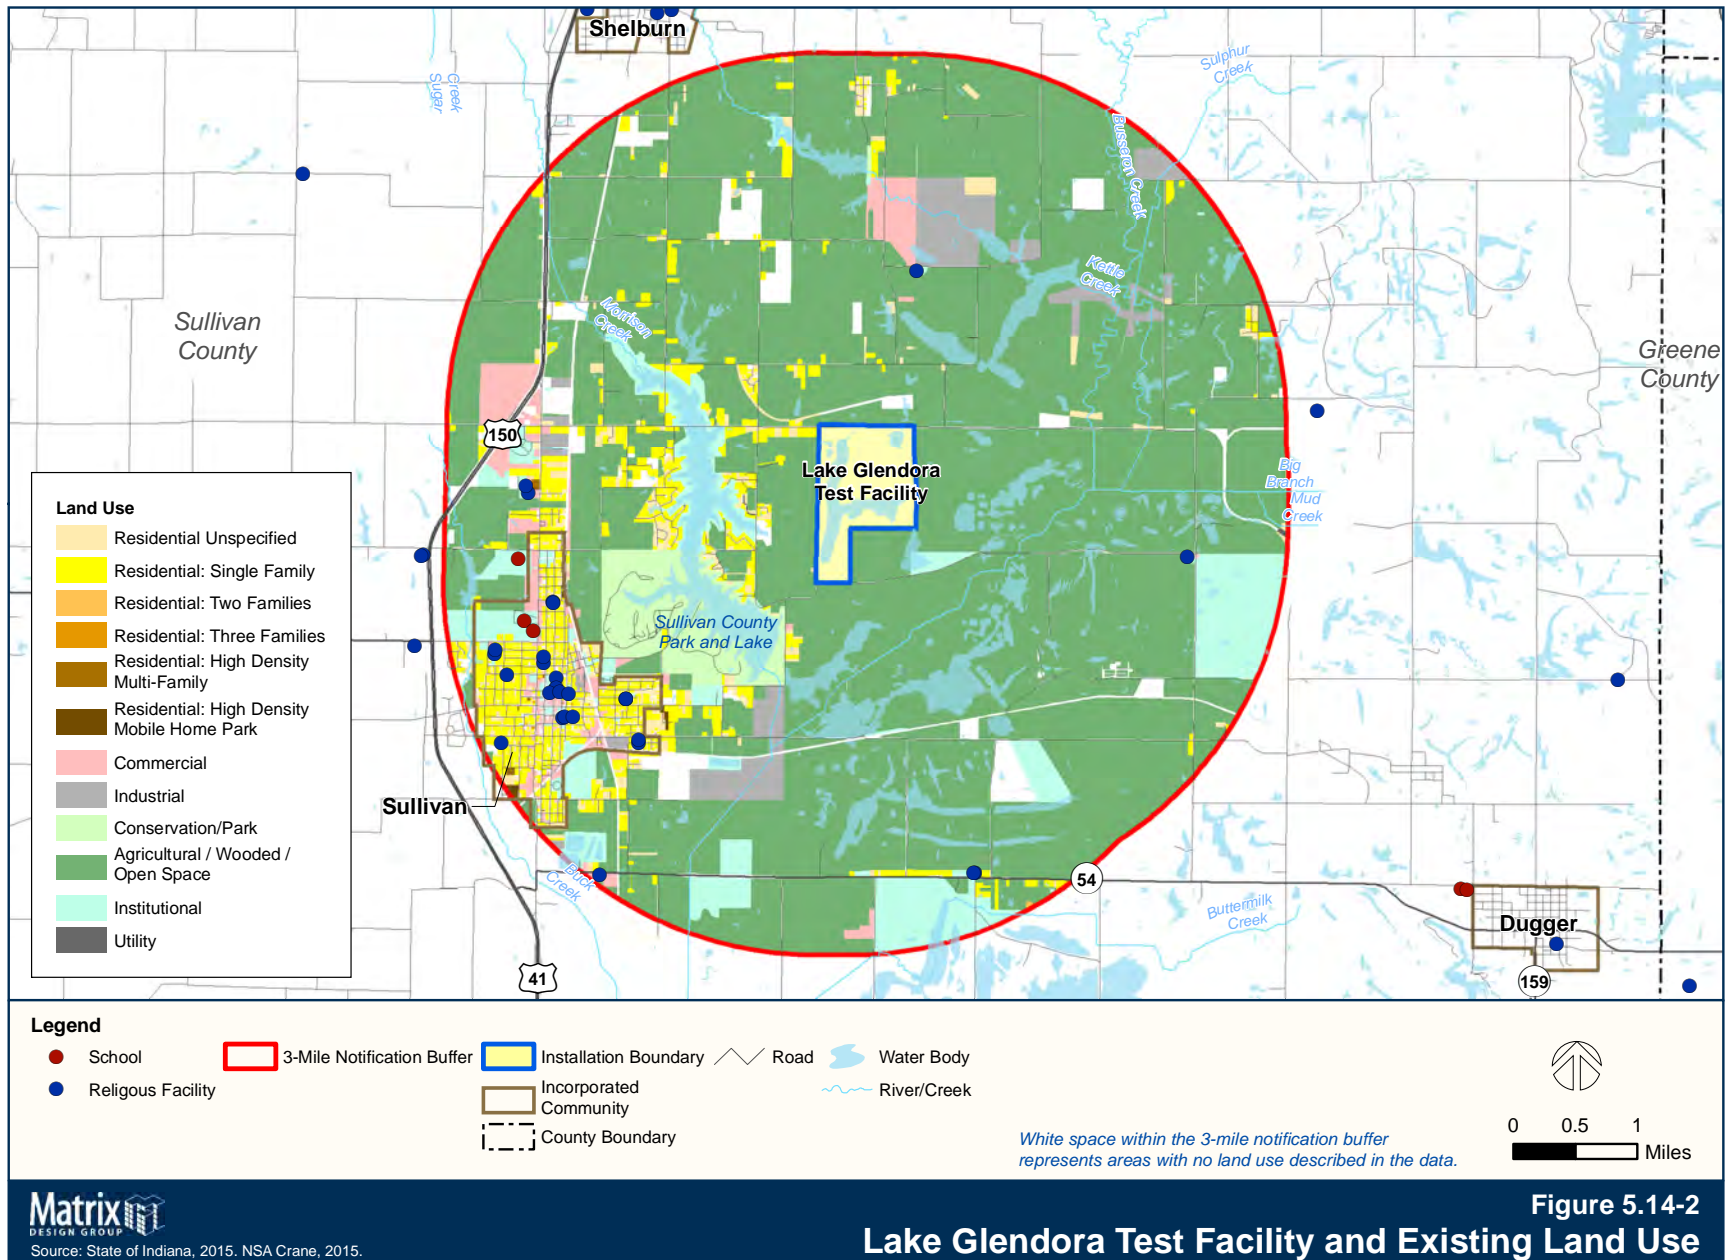 Shelburn
Sulphur
Creek
Sugar
Creek
Busseron Creek
Kettle
Creek
Morrison
Creek
Sullivan
County
Greene
County
150
Lake Glendora
Test Facility
Big
Branch
Mud
Creek
Sullivan County
Park and Lake
Sullivan
Buck
Creek
54
Buttermilk
Creek
Dugger
41
159
Land Use
Residential Unspecified
Residential: Single Family
Residential: Two Families
Residential: Three Families
Residential: High Density
Multi-Family
Residential: High Density
Mobile Home Park
Commercial
Industrial
Conservation/Park
Agricultural / Wooded /
Open Space
Institutional
Utility
Legend
School
Religous Facility
3-Mile Notification Buffer
Installation Boundary
Incorporated
Community
County Boundary
Road
Water Body
River/Creek
White space within the 3-mile notification buffer
represents areas with no land use described in the data.
0 0.5 1
Miles
Matrix
DESIGN GROUP
Source: State of Indiana, 2015. NSA Crane, 2015.
Figure 5.14-2
Lake Glendora Test Facility and Existing Land Use